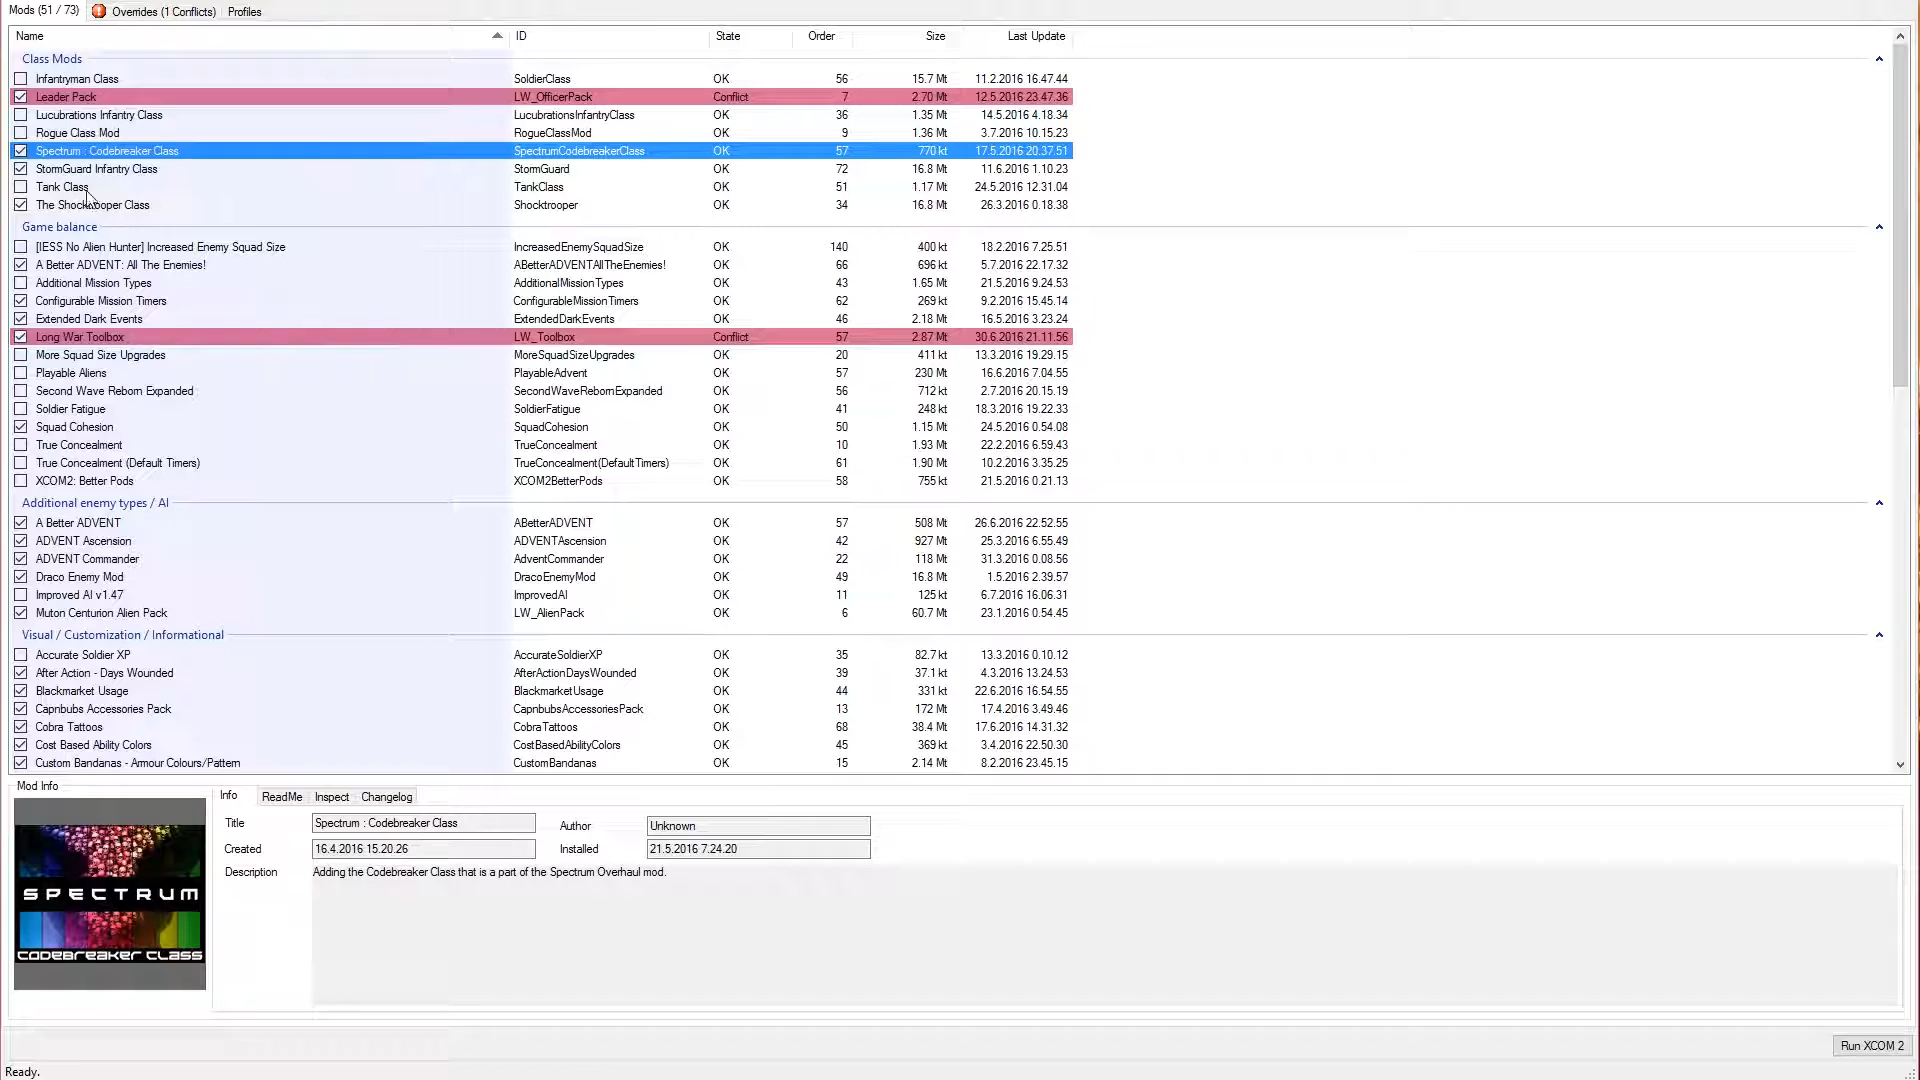 Mods (51 / 73) Overrides (1 Conflicts) Profiles
Name ID State Order Size Last Update
Class Mods
Infantryman Class SoldierClass OK 56 15.7 Mt 11.2.2016 16.47.44
Leader Pack LW_OfficerPack Conflict 7 2.70 Mt 12.5.2016 23.47.36
Lucubrations Infantry Class LucubrationsInfantryClass OK 36 1.35 Mt 14.5.2016 4.18.34
Rogue Class Mod RogueClassMod OK 9 1.36 Mt 3.7.2016 10.15.23
Spectrum : Codebreaker Class SpectrumCodebreakerClass OK 57 770 kt 17.5.2016 20.37.51
StormGuard Infantry Class StormGuard OK 72 16.8 Mt 11.6.2016 1.10.23
Tank Class TankClass OK 51 1.17 Mt 24.5.2016 12.31.04
The Shocktrooper Class Shocktrooper OK 34 16.8 Mt 26.3.2016 0.18.38
Game balance
[IESS No Alien Hunter] Increased Enemy Squad Size IncreasedEnemySquadSize OK 140 400 kt 18.2.2016 7.25.51
A Better ADVENT: All The Enemies! ABetterADVENTAllTheEnemies! OK 66 696 kt 5.7.2016 22.17.32
Additional Mission Types AdditionalMissionTypes OK 43 1.65 Mt 21.5.2016 9.24.53
Configurable Mission Timers ConfigurableMissionTimers OK 62 269 kt 9.2.2016 15.45.14
Extended Dark Events ExtendedDarkEvents OK 46 2.18 Mt 16.5.2016 3.23.24
Long War Toolbox LW_Toolbox Conflict 57 2.87 Mt 30.6.2016 21.11.56
More Squad Size Upgrades MoreSquadSizeUpgrades OK 20 411 kt 13.3.2016 19.29.15
Playable Aliens PlayableAdvent OK 57 230 Mt 16.6.2016 7.04.55
Second Wave Reborn Expanded SecondWaveRebornExpanded OK 56 712 kt 2.7.2016 20.15.19
Soldier Fatigue SoldierFatigue OK 41 248 kt 18.3.2016 19.22.33
Squad Cohesion SquadCohesion OK 50 1.15 Mt 24.5.2016 0.54.08
True Concealment TrueConcealment OK 10 1.93 Mt 22.2.2016 6.59.43
True Concealment (Default Timers) TrueConcealment(DefaultTimers) OK 61 1.90 Mt 10.2.2016 3.35.25
XCOM2: Better Pods XCOM2BetterPods OK 58 755 kt 21.5.2016 0.21.13
Additional enemy types / AI
A Better ADVENT ABetterADVENT OK 57 508 Mt 26.6.2016 22.52.55
ADVENT Ascension ADVENTAscension OK 42 927 Mt 25.3.2016 6.55.49
ADVENT Commander AdventCommander OK 22 118 Mt 31.3.2016 0.08.56
Draco Enemy Mod DracoEnemyMod OK 49 16.8 Mt 1.5.2016 2.39.57
Improved AI v1.47 ImprovedAI OK 11 125 kt 6.7.2016 16.06.31
Muton Centurion Alien Pack LW_AlienPack OK 6 60.7 Mt 23.1.2016 0.54.45
Visual / Customization / Informational
Accurate Soldier XP AccurateSoldierXP OK 35 82.7 kt 13.3.2016 0.10.12
After Action - Days Wounded AfterActionDaysWounded OK 39 37.1 kt 4.3.2016 13.24.53
Blackmarket Usage BlackmarketUsage OK 44 331 kt 22.6.2016 16.54.55
Capnbubs Accessories Pack CapnbubsAccessoriesPack OK 13 172 Mt 17.4.2016 3.49.46
Cobra Tattoos CobraTattoos OK 68 38.4 Mt 17.6.2016 14.31.32
Cost Based Ability Colors CostBasedAbilityColors OK 45 369 kt 3.4.2016 22.50.30
Custom Bandanas - Armour Colours/Pattern CustomBandanas OK 15 2.14 Mt 8.2.2016 23.45.15
Mod Info
SPECTRUM
CODEBREAKER CLASS
Info ReadMe Inspect Changelog
Title Spectrum : Codebreaker Class Author Unknown
Created 16.4.2016 15.20.26 Installed 21.5.2016 7.24.20
Description Adding the Codebreaker Class that is a part of the Spectrum Overhaul mod.
Run XCOM 2
Ready.